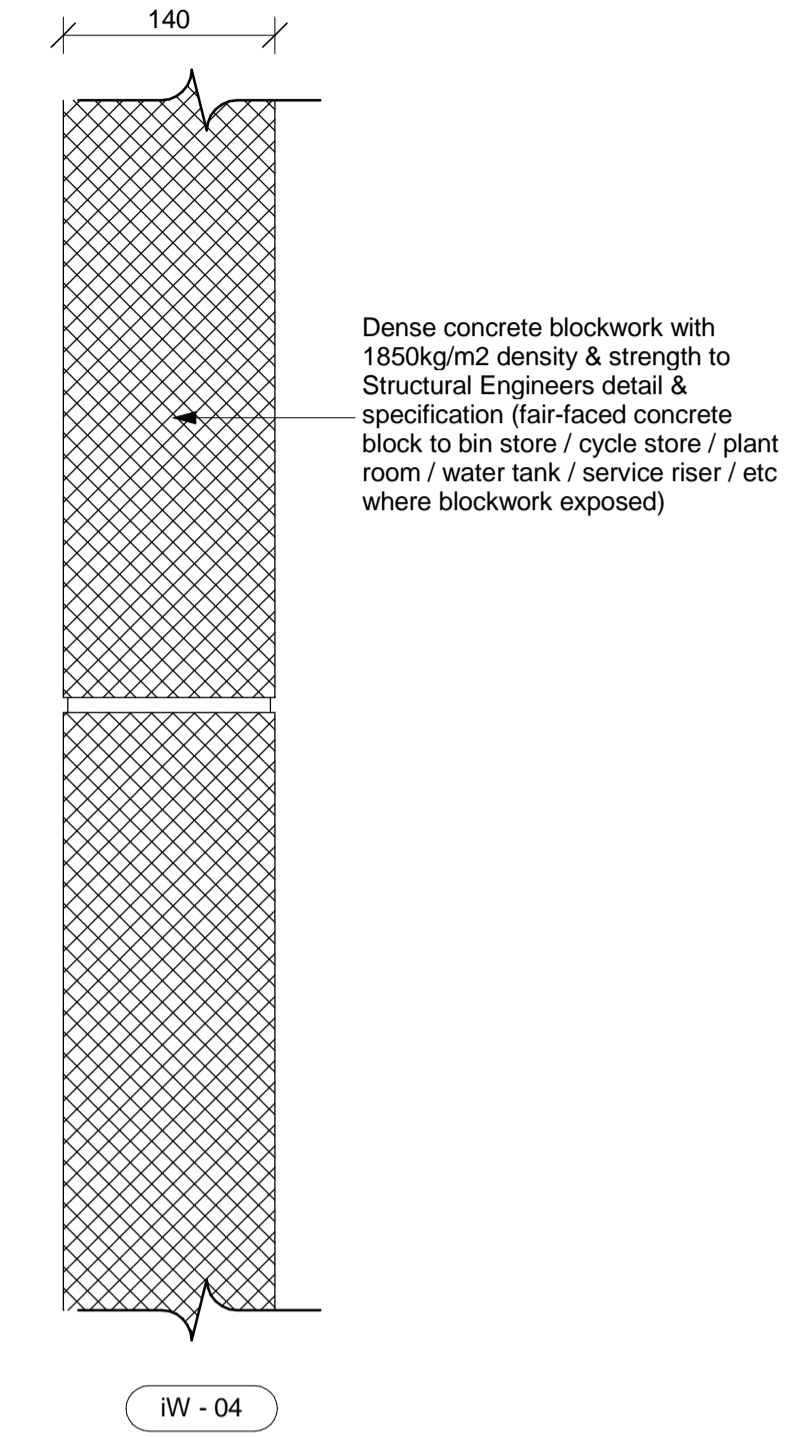 140
Dense concrete blockwork with
1850kg/m2 density & strength to
Structural Engineers detail &
specification (fair-faced concrete
block to bin store / cycle store / plant
room / water tank / service riser / etc
where blockwork exposed)
iW - 04